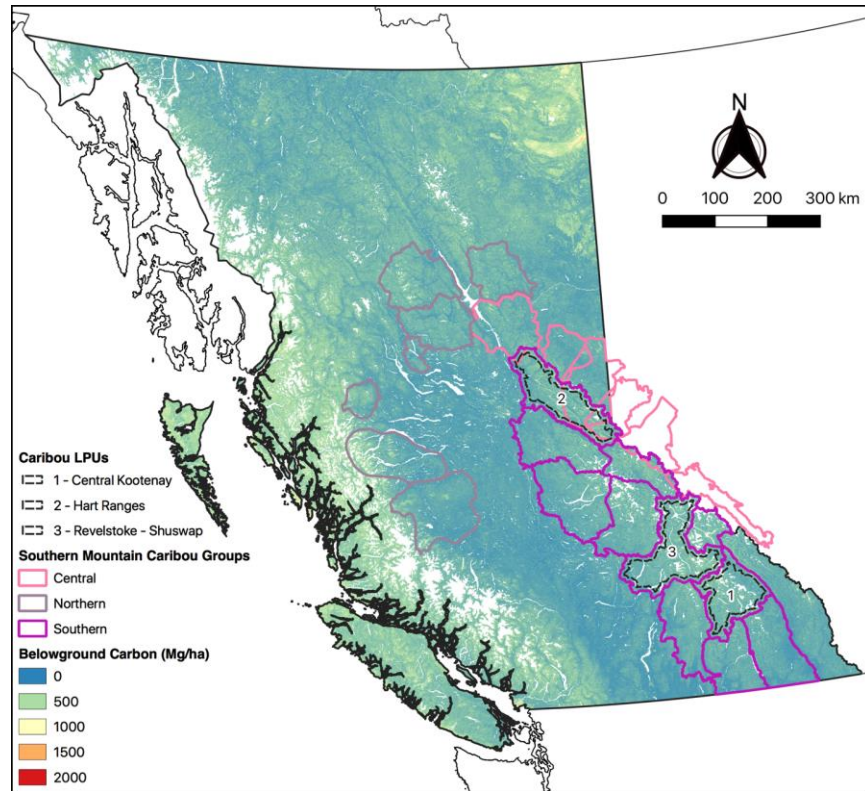 N
0 100 200 300 km
2
3
1
Caribou LPUs
1 - Central Kootenay
2 - Hart Ranges
3 - Revelstoke - Shuswap
Southern Mountain Caribou Groups
Central
Northern
Southern
Belowground Carbon (Mg/ha)
0
500
1000
1500
2000